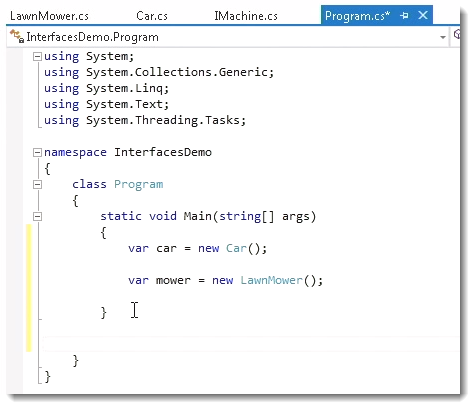 LawnMower.cs Car.cs IMachine.cs Program.cs*
InterfacesDemo.Program
using System;
using System.Collections.Generic;
using System.Linq;
using System.Text;
using System.Threading.Tasks;
namespace InterfacesDemo
{
class Program
{
static void Main(string[] args)
{
var car = new Car();
var mower = new LawnMower();
}
}
}